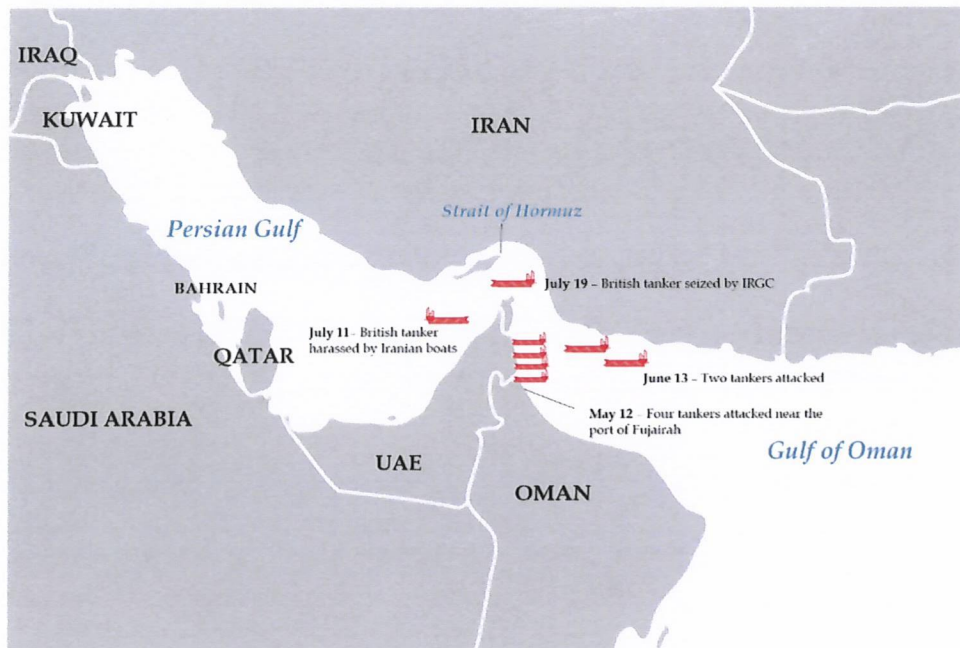 IRAQ
KUWAIT
IRAN
Strait of Hormuz
Persian Gulf
July 19 – British tanker seized by IRGC
BAHRAIN
July 11 – British tanker
harassed by Iranian boats
QATAR
June 13 – Two tankers attacked
May 12 – Four tankers attacked near the
port of Fujairah
SAUDI ARABIA
Gulf of Oman
UAE
OMAN